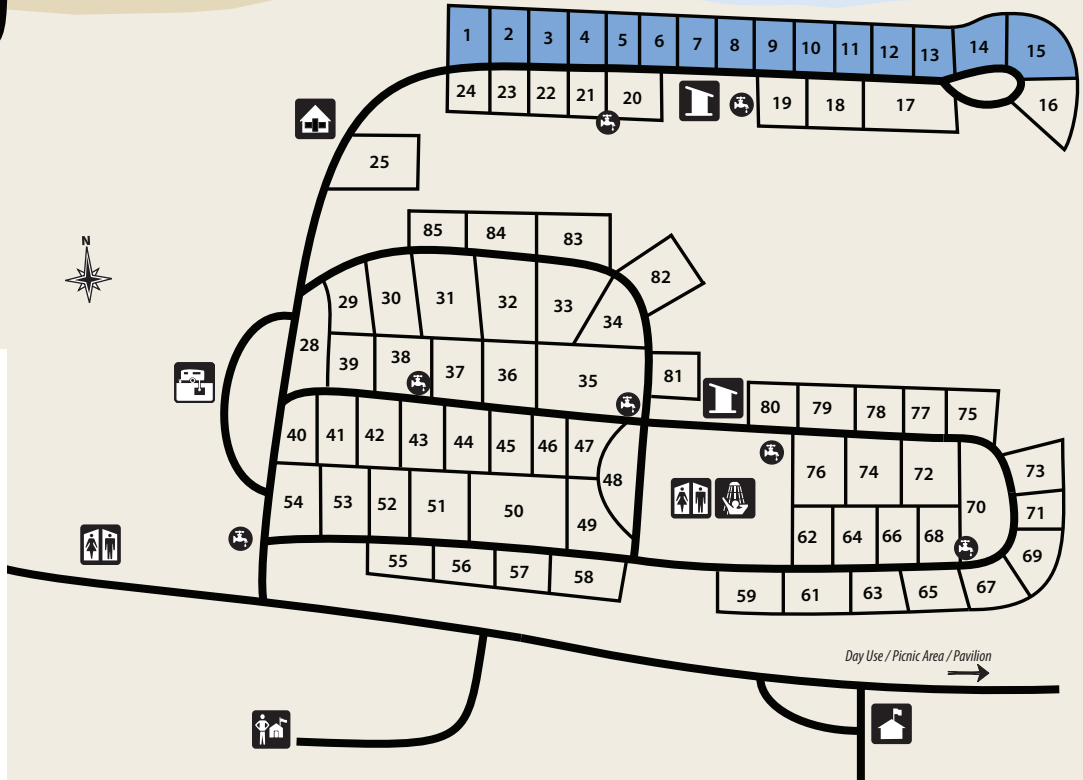 1 2 3 4 5 6 7 8 9 10 11 12 13 14 15
24 23 22 21 20 19 18 17 16
25
N
85 84 83
82
29 30 31 32 33 34
28
39 38 37 36 35 81
80 79 78 77 75
40 41 42 43 44 45 46 47
48
76 74 72 73
70 71
54 53 52 51 50 49
62 64 66 68 69
55 56 57 58
59 61 63 65 67
Day Use / Picnic Area / Pavilion